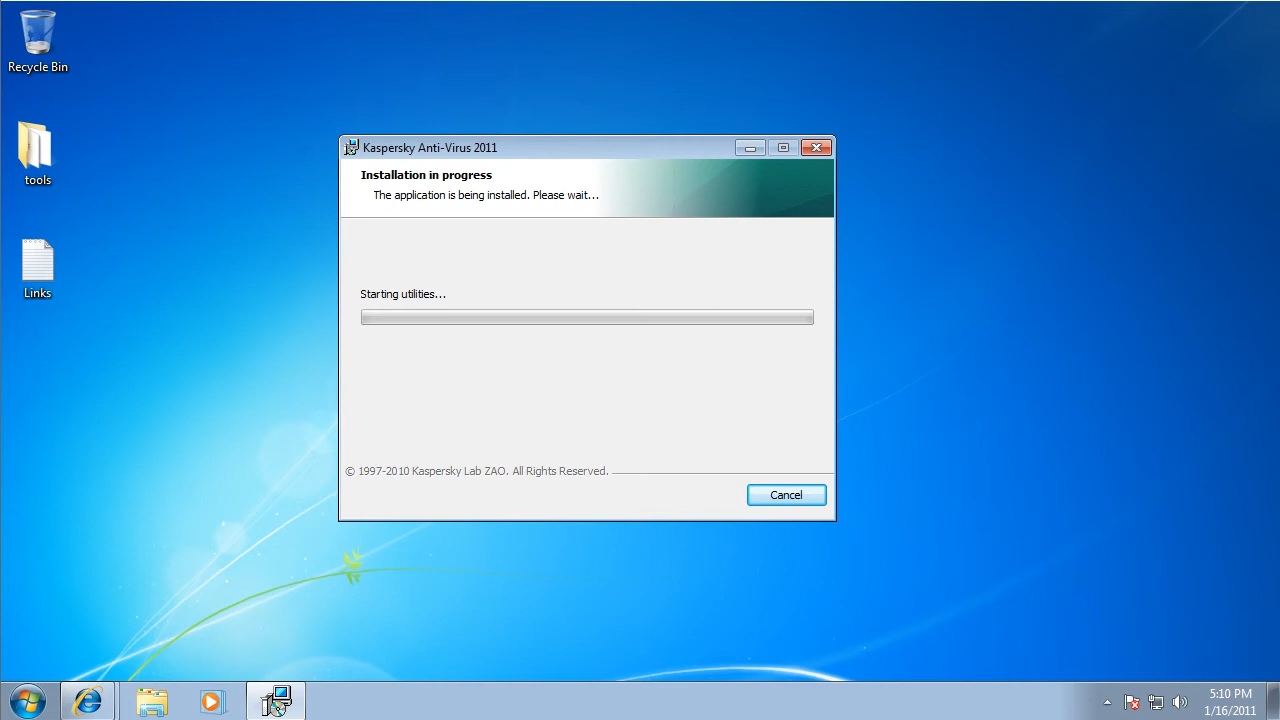 Recycle Bin
tools
Links
Kaspersky Anti-Virus 2011
Installation in progress
The application is being installed. Please wait...
Starting utilities...
© 1997-2010 Kaspersky Lab ZAO. All Rights Reserved.
Cancel
5:10 PM
1/16/2011